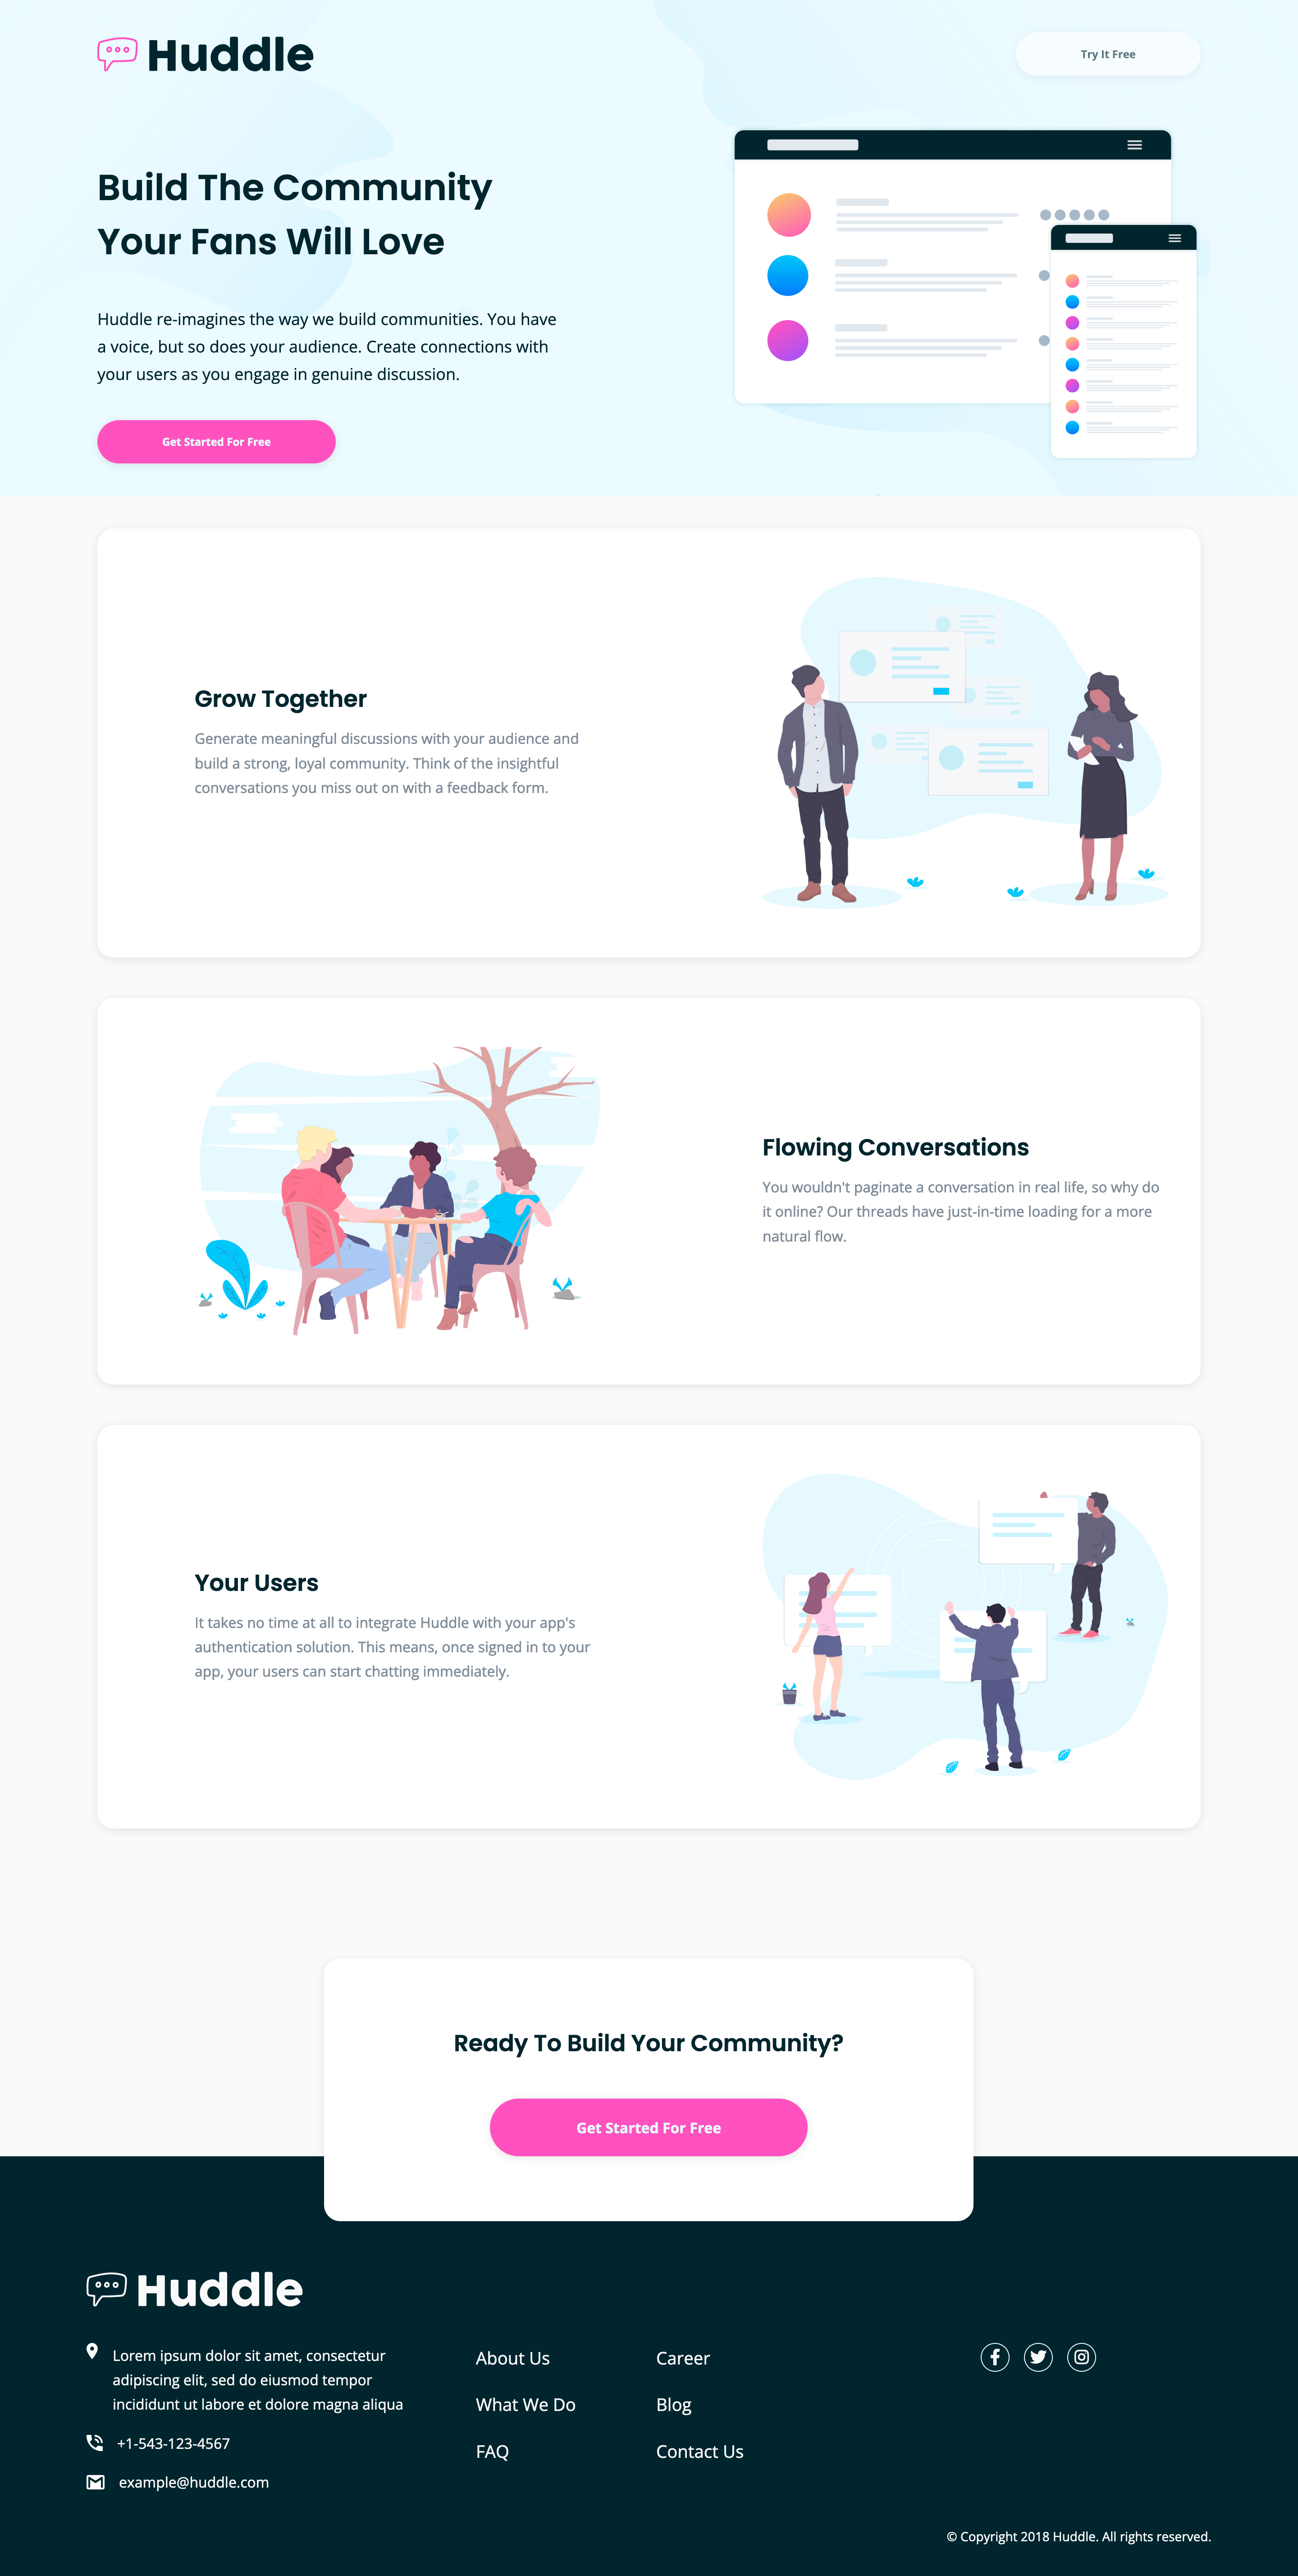 Huddle
Try It Free
Build The Community
Your Fans Will Love
Huddle re-imagines the way we build communities. You have
a voice, but so does your audience. Create connections with
your users as you engage in genuine discussion.
Get Started For Free
Grow Together
Generate meaningful discussions with your audience and
build a strong, loyal community. Think of the insightful
conversations you miss out on with a feedback form.
Flowing Conversations
You wouldn't paginate a conversation in real life, so why do
it online? Our threads have just-in-time loading for a more
natural flow.
Your Users
It takes no time at all to integrate Huddle with your app's
authentication solution. This means, once signed in to your
app, your users can start chatting immediately.
Ready To Build Your Community?
Get Started For Free
Huddle
Lorem ipsum dolor sit amet, consectetur
adipiscing elit, sed do eiusmod tempor
incididunt ut labore et dolore magna aliqua
+1-543-123-4567
example@huddle.com
About Us
What We Do
FAQ
Career
Blog
Contact Us
© Copyright 2018 Huddle. All rights reserved.